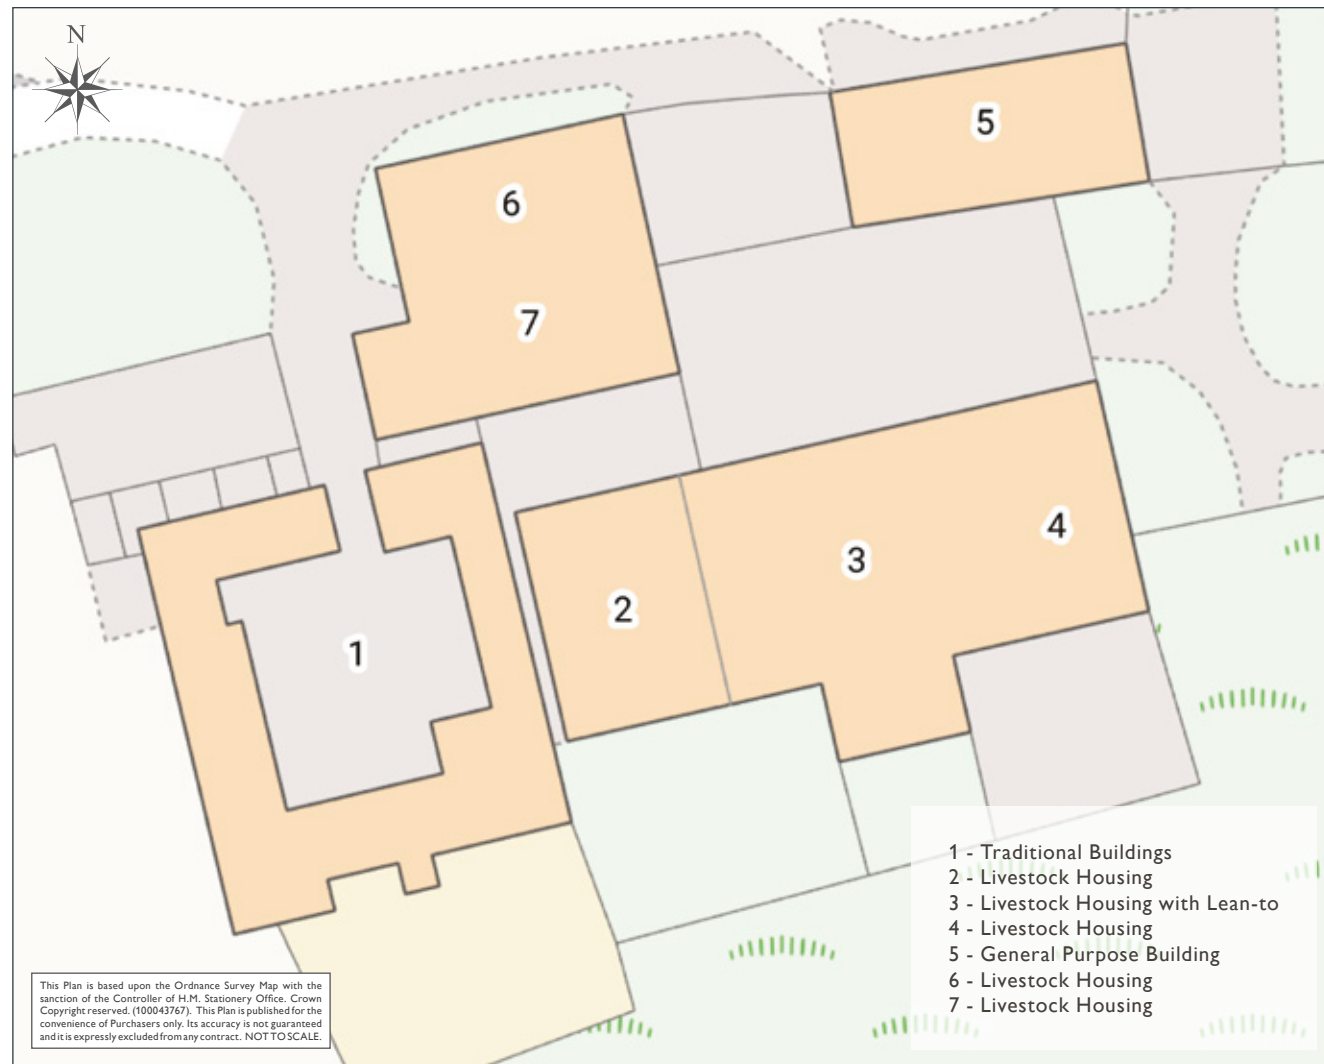 N
5
6
7
4
3
2
1
1 - Traditional Buildings
2 - Livestock Housing
3 - Livestock Housing with Lean-to
4 - Livestock Housing
5 - General Purpose Building
6 - Livestock Housing
7 - Livestock Housing
This Plan is based upon the Ordnance Survey Map with the
sanction of the Controller of H.M. Stationery Office. Crown
Copyright reserved. (100043767). This Plan is published for the
convenience of Purchasers only. Its accuracy is not guaranteed
and it is expressly excluded from any contract. NOT TO SCALE.